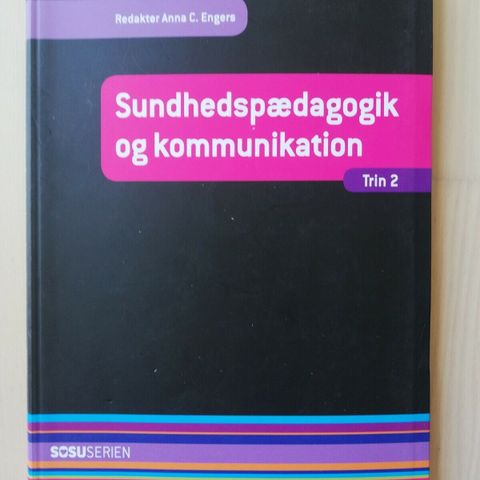 Redaktør Anna C. Engers
Sundhedspædagogik
og kommunikation
Trin 2
SOSUSERIEN